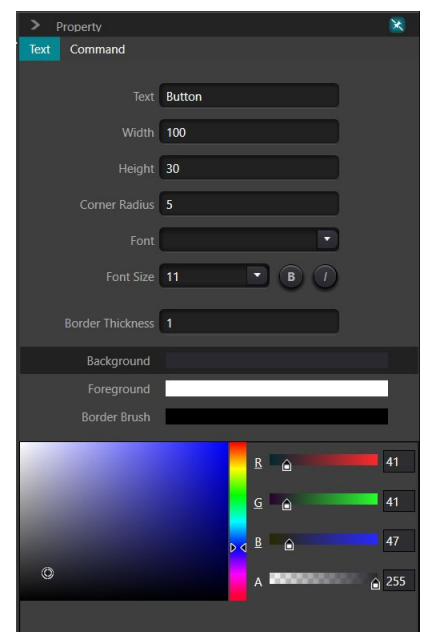 Property
Text Command
Text Button
Width 100
Height 30
Corner Radius 5
Font
Font Size 11 B I
Border Thickness 1
Background
Foreground
Border Brush
R 41
G 41
B 47
A 255